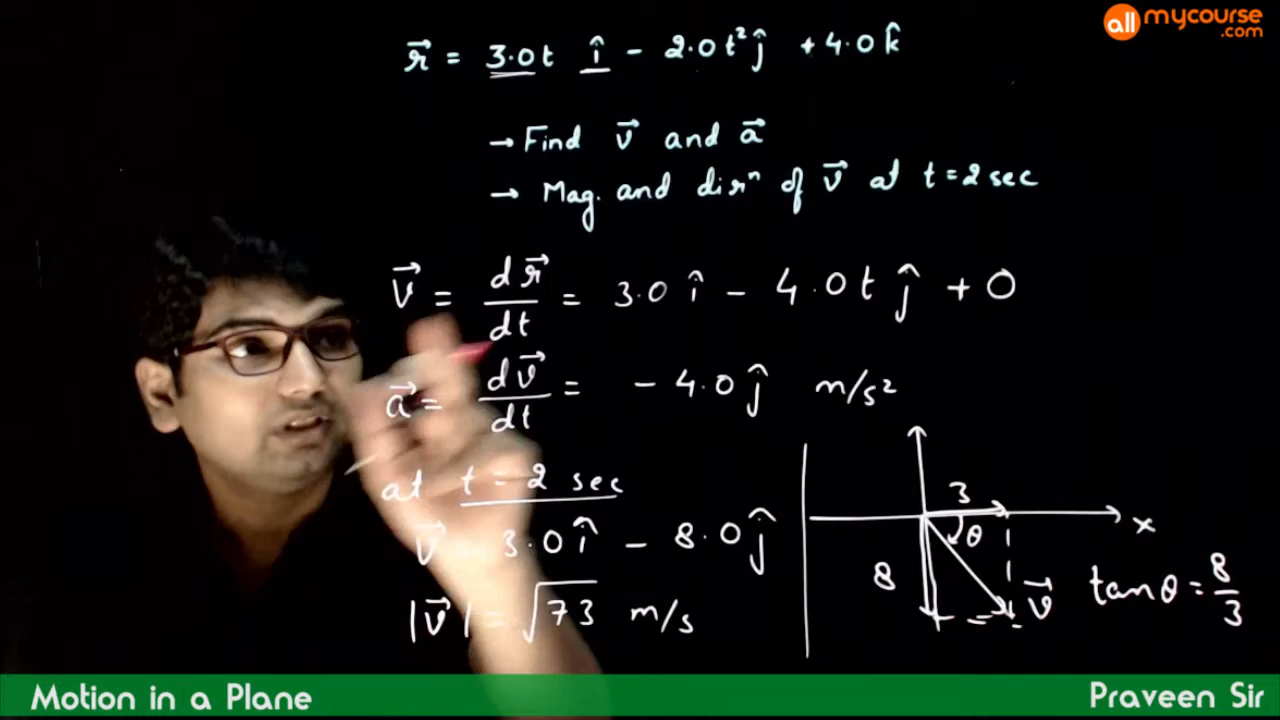 all mycourse .com
r⃗ = 3.0t î - 2.0t² ĵ + 4.0 k̂
→ Find v⃗ and a⃗
→ Mag. and dirⁿ of v⃗ at t = 2 sec
v⃗ = dr⃗/dt = 3.0 î - 4.0 t ĵ + 0
a⃗ = dv⃗/dt = - 4.0 ĵ m/s²
at t = 2 sec
v⃗ = 3.0 î - 8.0 ĵ
|v⃗| = √73 m/s
3
x
θ
8
v⃗
tan θ = 8/3
Motion in a Plane
Praveen Sir